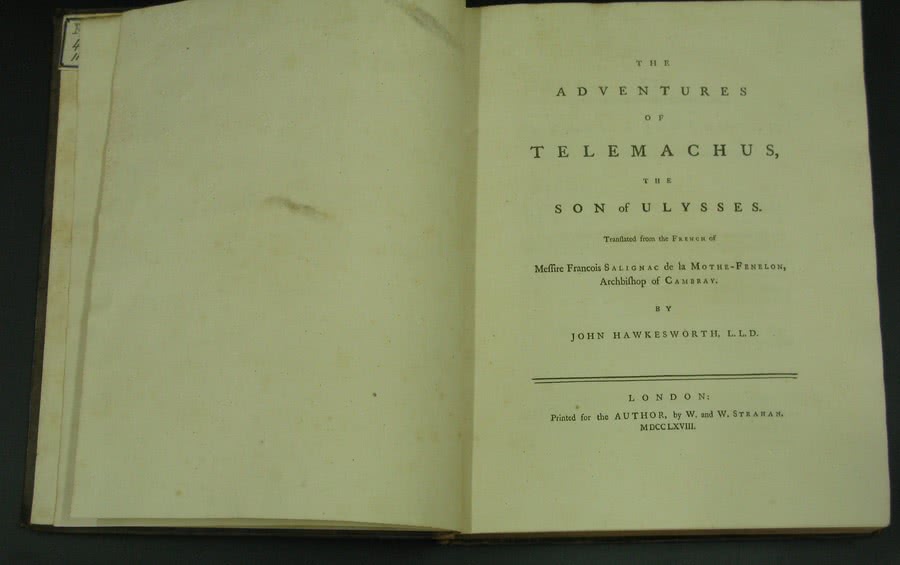 THE
ADVENTURES
OF
TELEMACHUS,
THE
SON of ULYSSES.
Tranſlated from the FRENCH of
Meſſire Francois SALIGNAC de la MOTHE-FENELON,
Archbiſhop of CAMBRAY.
BY
JOHN HAWKESWORTH, L.L.D.
LONDON:
Printed for the AUTHOR, by W. and W. STRAHAN.
MDCCLXVIII.